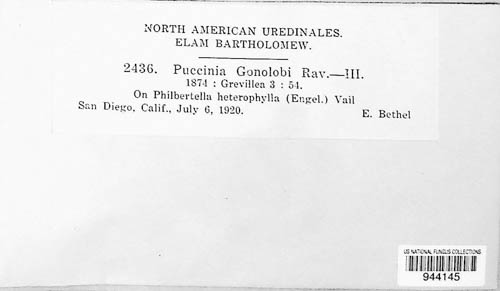 NORTH AMERICAN UREDINALES.
ELAM BARTHOLOMEW.
2436. Puccinia Gonolobi Rav.—III.
1874 : Grevillea 3 : 54.
On Philbertella heterophylla (Engel.) Vail
San Diego, Calif., July 6, 1920. E. Bethel
US NATIONAL FUNGUS COLLECTIONS
944145